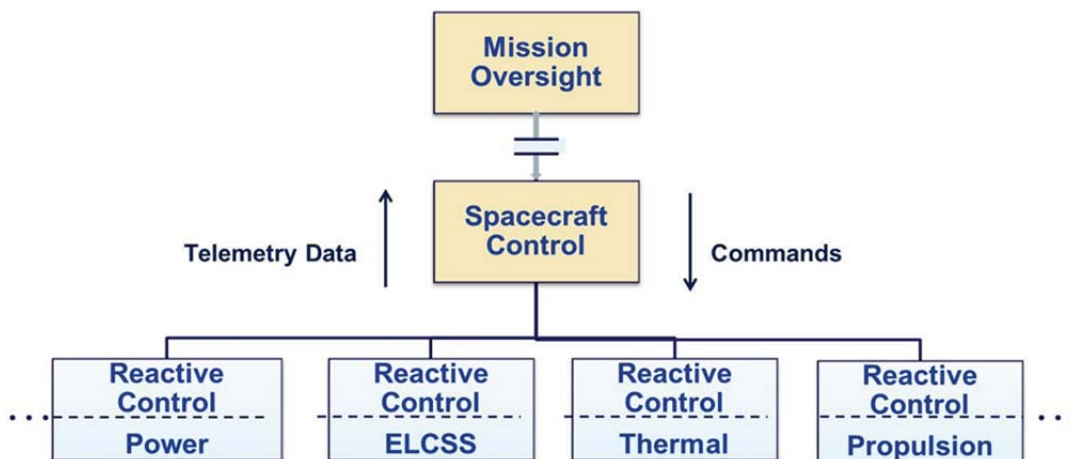 Mission
Oversight
Spacecraft
Control
Telemetry Data
Commands
Reactive
Control
Power
Reactive
Control
ELCSS
Reactive
Control
Thermal
Reactive
Control
Propulsion